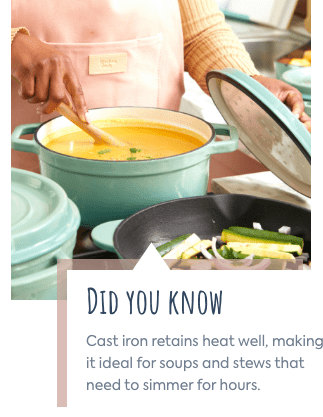 DID YOU KNOW
Cast iron retains heat well, making
it ideal for soups and stews that
need to simmer for hours.